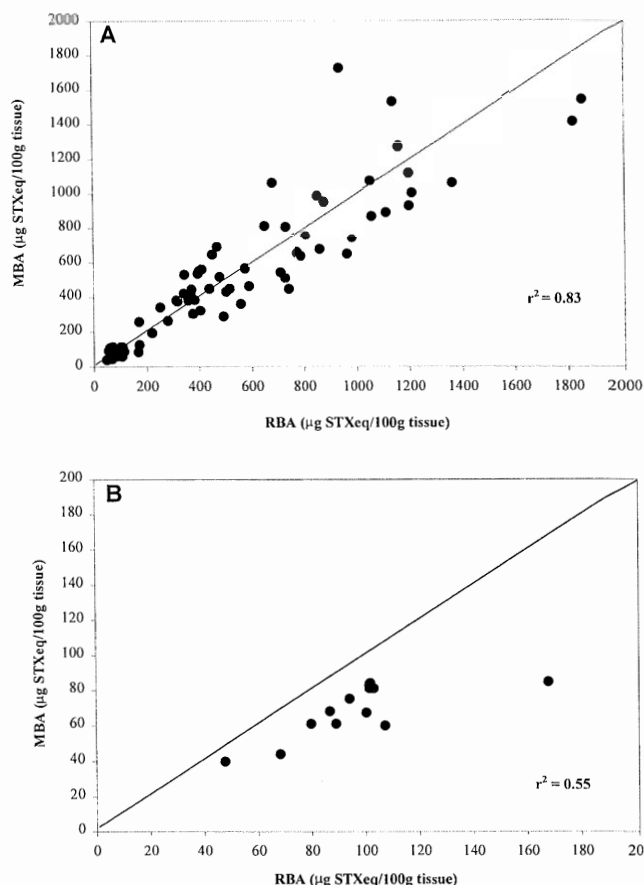 A
2000
1800
1600
1400
1200
1000
800
600
400
200
0
MBA (µg STXeq/100g tissue)
r² = 0.83
0 200 400 600 800 1000 1200 1400 1600 1800 2000
RBA (µg STXeq/100g tissue)
B
200
180
160
140
120
100
80
60
40
20
0
MBA (µg STXeq/100g tissue)
r² = 0.55
0 20 40 60 80 100 120 140 160 180 20
RBA (µg STXeq/100g tissue)